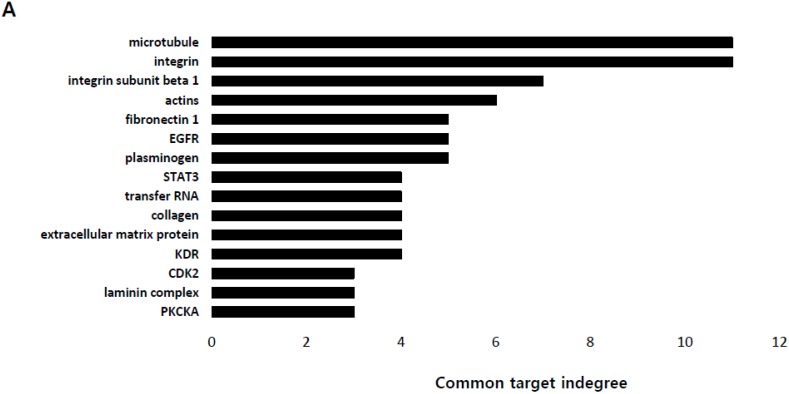 A
microtubule
integrin
integrin subunit beta 1
actins
fibronectin 1
EGFR
plasminogen
STAT3
transfer RNA
collagen
extracellular matrix protein
KDR
CDK2
laminin complex
PKCKA
0 2 4 6 8 10 12
Common target indegree